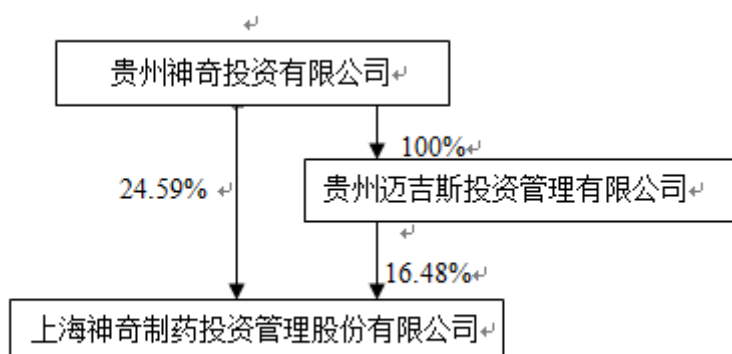 贵州神奇投资有限公司
100%
24.59%
贵州迈吉斯投资管理有限公司
16.48%
上海神奇制药投资管理股份有限公司